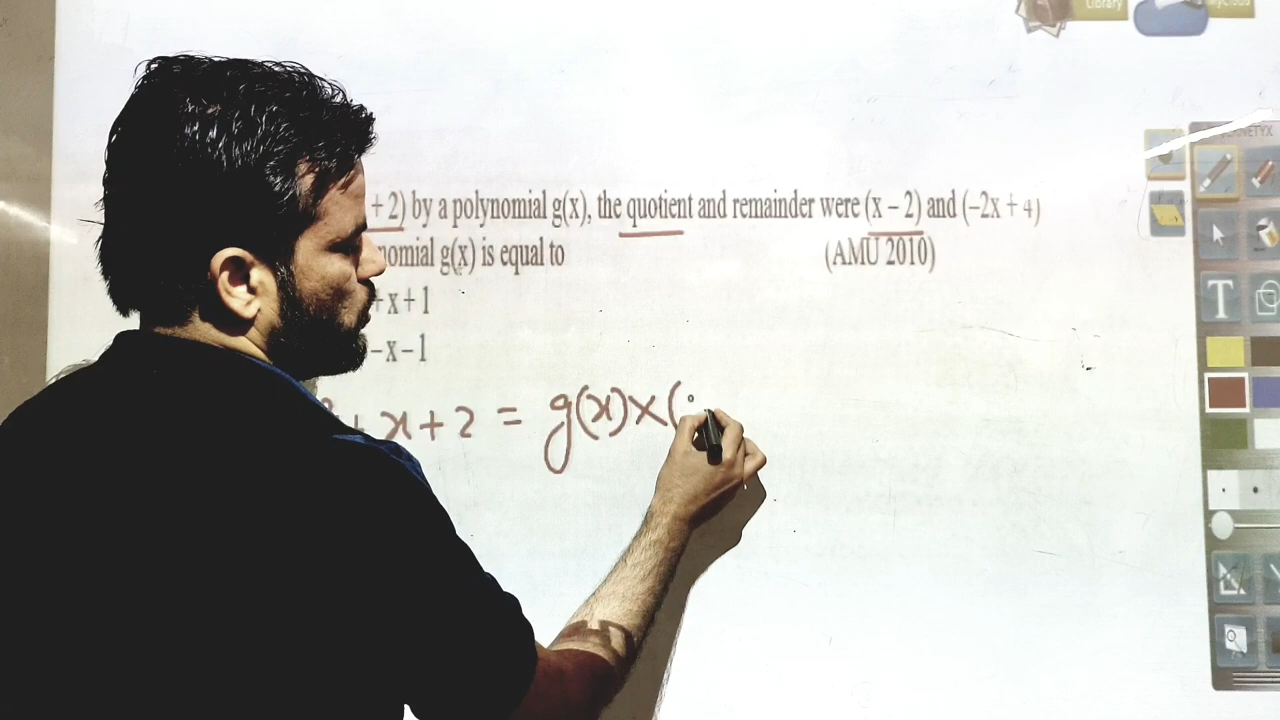 Library
+ 2) by a polynomial g(x), the quotient and remainder were (x – 2) and (–2x + 4)
nomial g(x) is equal to (AMU 2010)
+x+1
–x–1
+ x + 2 = g(x) × (
T